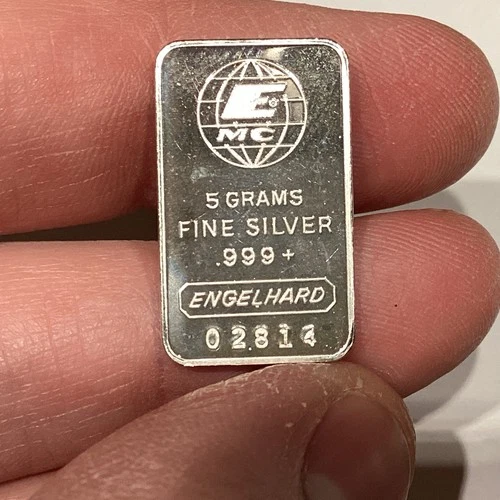 E
MC
5 GRAMS
FINE SILVER
.999+
ENGELHARD
02814